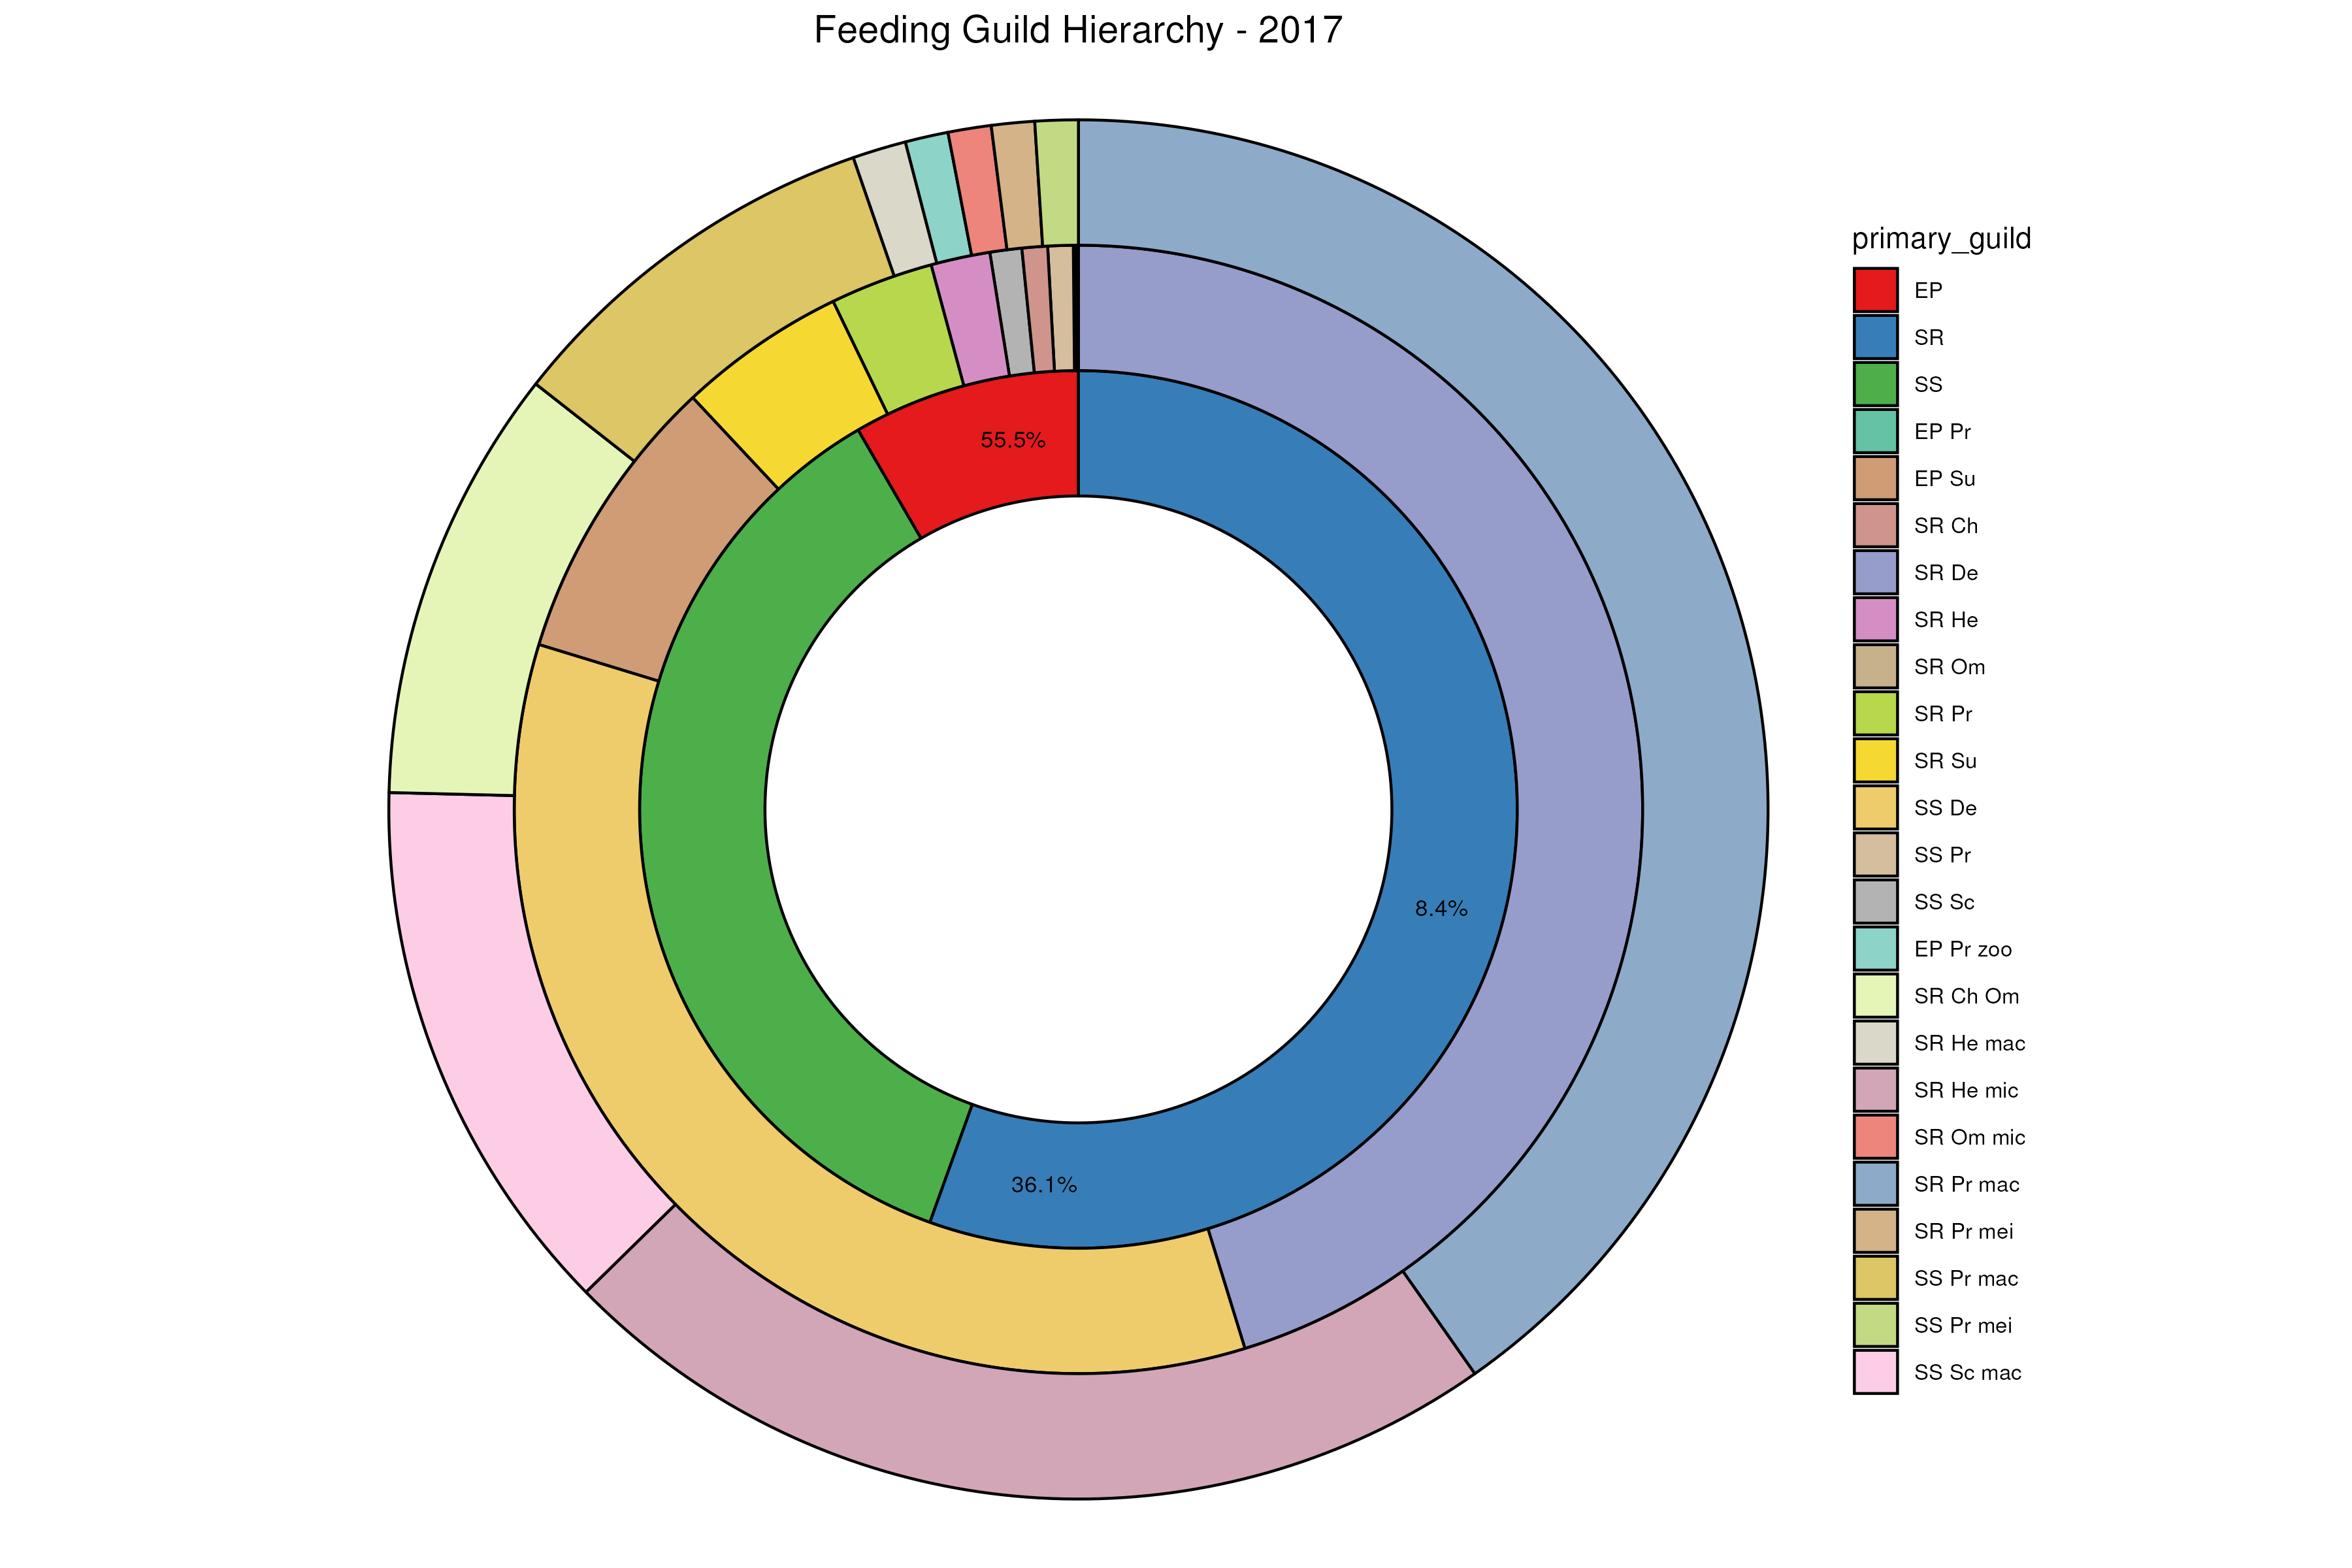 Feeding Guild Hierarchy - 2017
55.5%
8.4%
36.1%
primary_guild
EP
SR
SS
EP Pr
EP Su
SR Ch
SR De
SR He
SR Om
SR Pr
SR Su
SS De
SS Pr
SS Sc
EP Pr zoo
SR Ch Om
SR He mac
SR He mic
SR Om mic
SR Pr mac
SR Pr mei
SS Pr mac
SS Pr mei
SS Sc mac